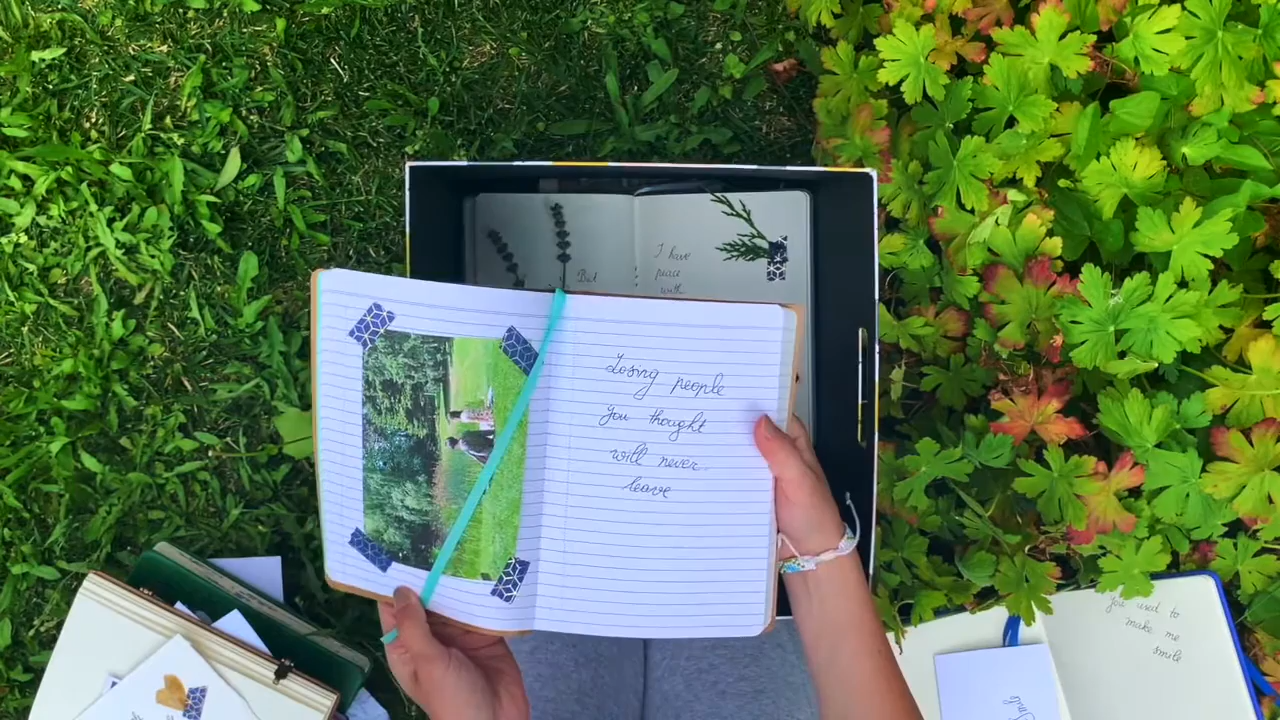 But
I have
peace
with
Losing people
you thought
will never
leave
You used to
make me
smile